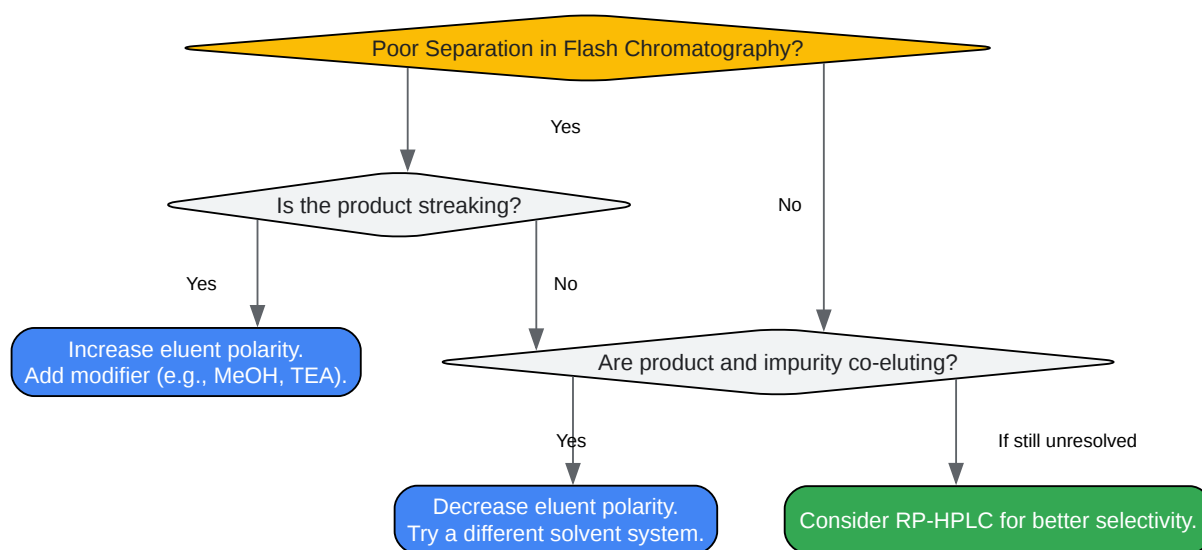 Poor Separation in Flash Chromatography?
Yes
Is the product streaking?
No
Yes
No
Increase eluent polarity.
Add modifier (e.g., MeOH, TEA).
Are product and impurity co-eluting?
Yes
If still unresolved
Decrease eluent polarity.
Try a different solvent system.
Consider RP-HPLC for better selectivity.